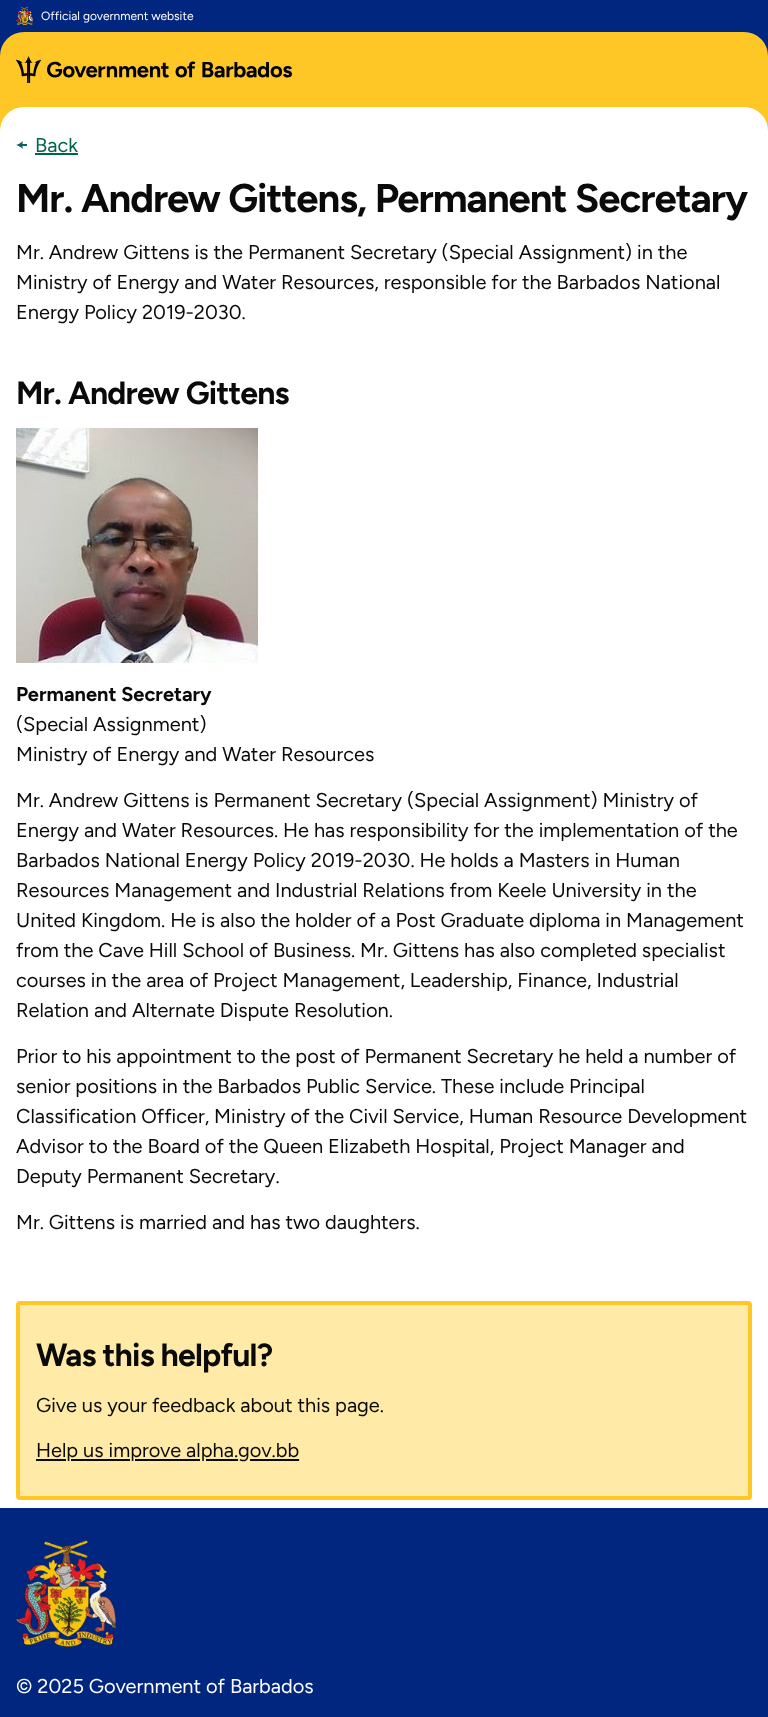 Official government website
Government of Barbados
Back
Mr. Andrew Gittens, Permanent Secretary
Mr. Andrew Gittens is the Permanent Secretary (Special Assignment) in the
Ministry of Energy and Water Resources, responsible for the Barbados National
Energy Policy 2019-2030.
Mr. Andrew Gittens
Permanent Secretary
(Special Assignment)
Ministry of Energy and Water Resources
Mr. Andrew Gittens is Permanent Secretary (Special Assignment) Ministry of
Energy and Water Resources. He has responsibility for the implementation of the
Barbados National Energy Policy 2019-2030. He holds a Masters in Human
Resources Management and Industrial Relations from Keele University in the
United Kingdom. He is also the holder of a Post Graduate diploma in Management
from the Cave Hill School of Business. Mr. Gittens has also completed specialist
courses in the area of Project Management, Leadership, Finance, Industrial
Relation and Alternate Dispute Resolution.
Prior to his appointment to the post of Permanent Secretary he held a number of
senior positions in the Barbados Public Service. These include Principal
Classification Officer, Ministry of the Civil Service, Human Resource Development
Advisor to the Board of the Queen Elizabeth Hospital, Project Manager and
Deputy Permanent Secretary.
Mr. Gittens is married and has two daughters.
Was this helpful?
Give us your feedback about this page.
Help us improve alpha.gov.bb
PRIDE AND INDUSTRY
© 2025 Government of Barbados